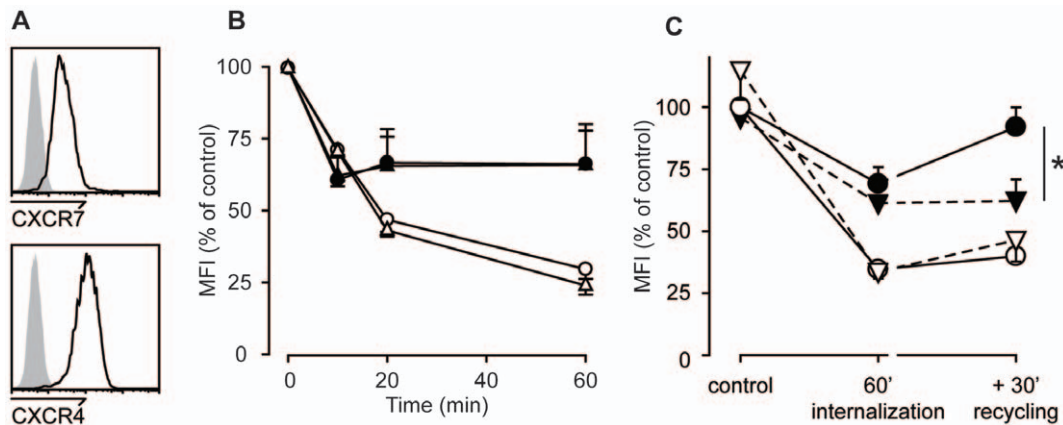 A
CXCR7
CXCR4
B
MFI (% of control)
100
75
50
25
0
0
20
40
60
Time (min)
C
MFI (% of control)
100
75
50
25
0
*
control
60'
internalization
+ 30'
recycling